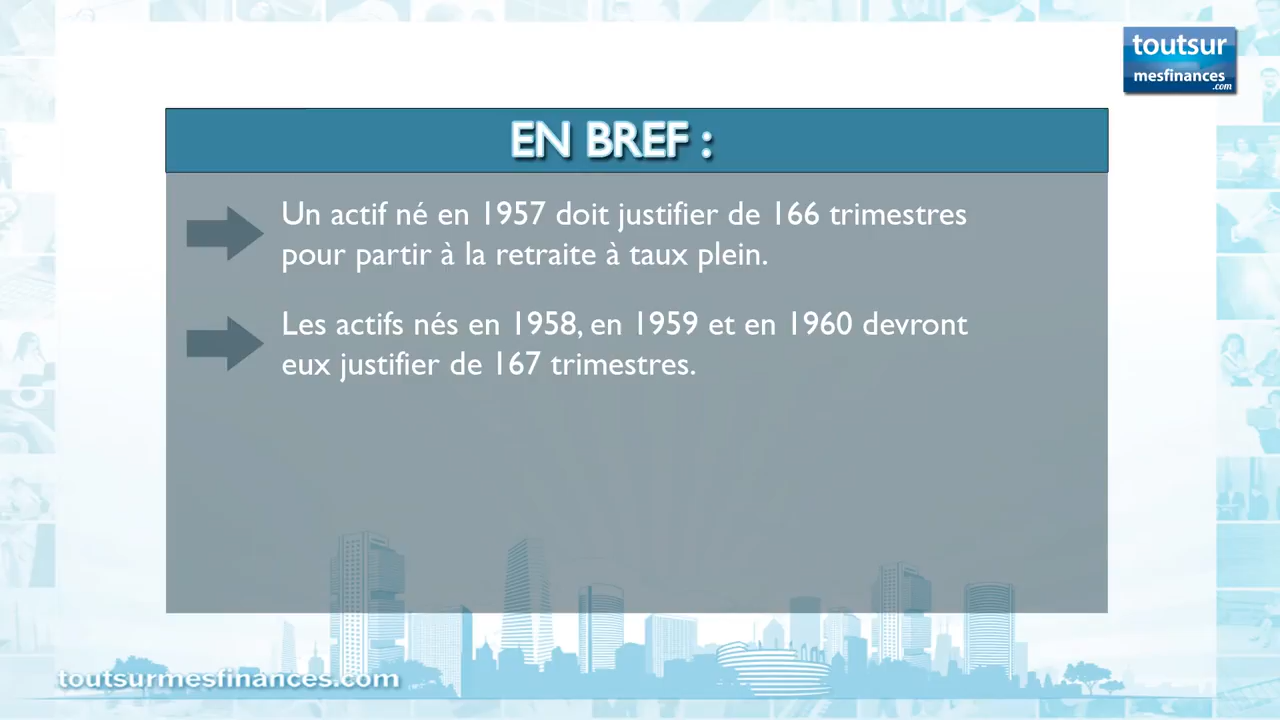 toutsur
mesfinances
.com
EN BREF :
Un actif né en 1957 doit justifier de 166 trimestres
pour partir à la retraite à taux plein.
Les actifs nés en 1958, en 1959 et en 1960 devront
eux justifier de 167 trimestres.
toutsurmesfinances.com